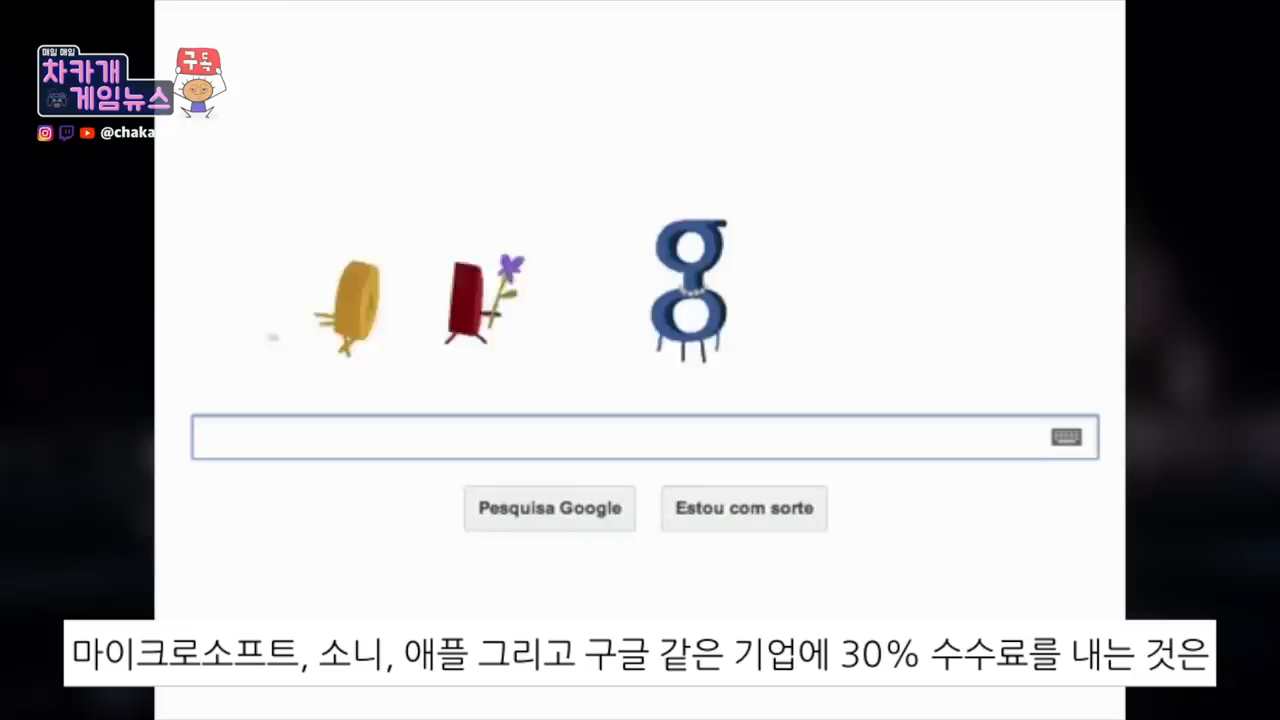 매일 매일
차카개
게임뉴스
구독
@chaka
g
Pesquisa Google
Estou com sorte
마이크로소프트, 소니, 애플 그리고 구글 같은 기업에 30% 수수료를 내는 것은